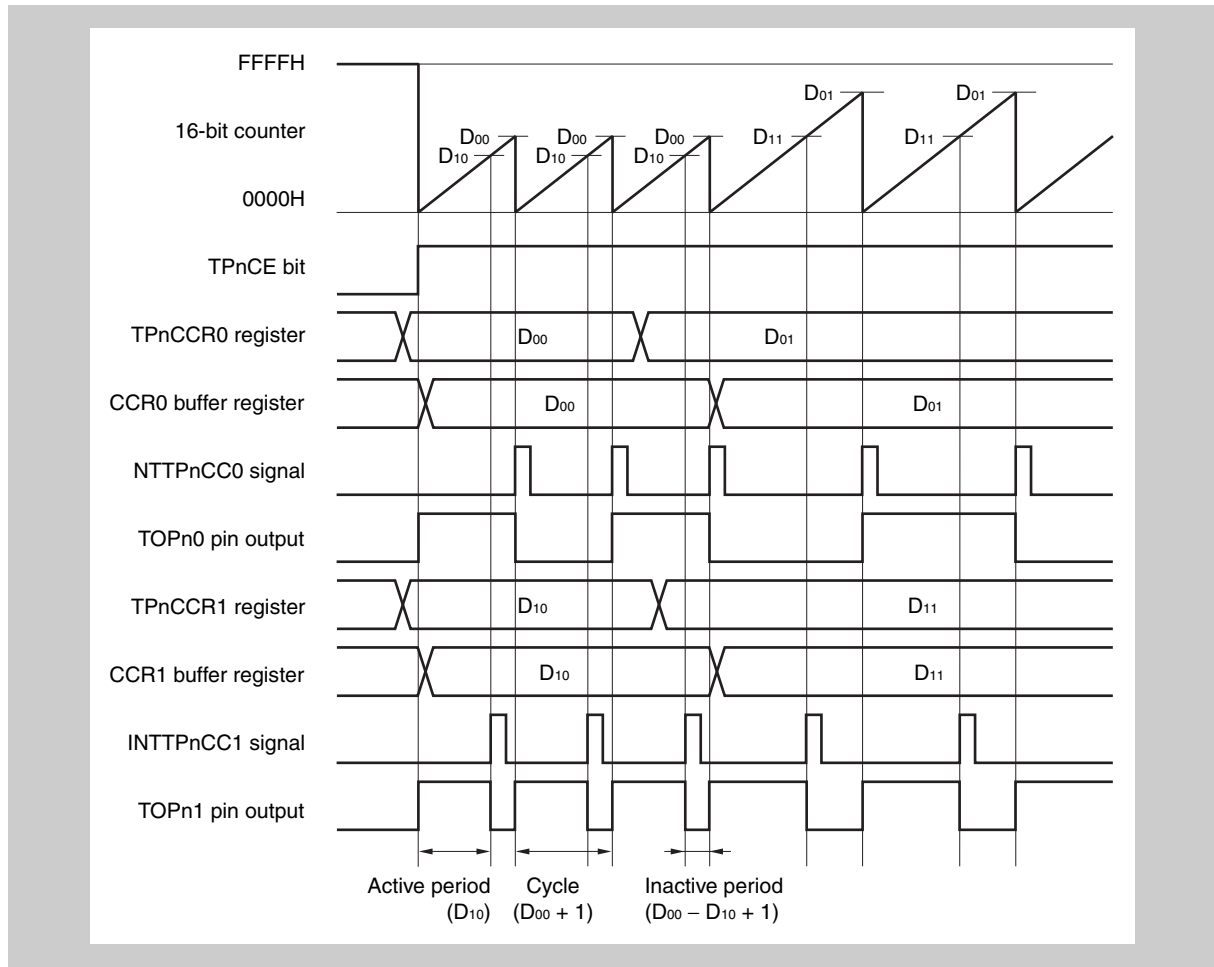 FFFFH
16-bit counter
0000H
D00 D00 D00 D01 D01
D10 D10 D10 D11 D11
TPnCE bit
TPnCCR0 register D00 D01
CCR0 buffer register D00 D01
NTTPnCC0 signal
TOPn0 pin output
TPnCCR1 register D10 D11
CCR1 buffer register D10 D11
INTTPnCC1 signal
TOPn1 pin output
Active period
(D10)
Cycle
(D00 + 1)
Inactive period
(D00 − D10 + 1)